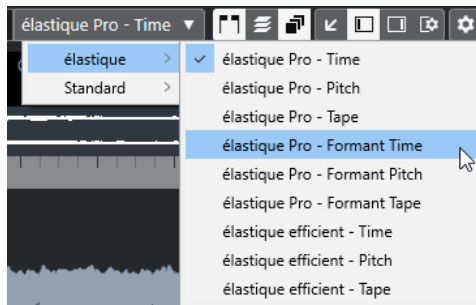 élastique Pro - Time
élastique
Standard
élastique Pro - Time
élastique Pro - Pitch
élastique Pro - Tape
élastique Pro - Formant Time
élastique Pro - Formant Pitch
élastique Pro - Formant Tape
élastique efficient - Time
élastique efficient - Pitch
élastique efficient - Tape